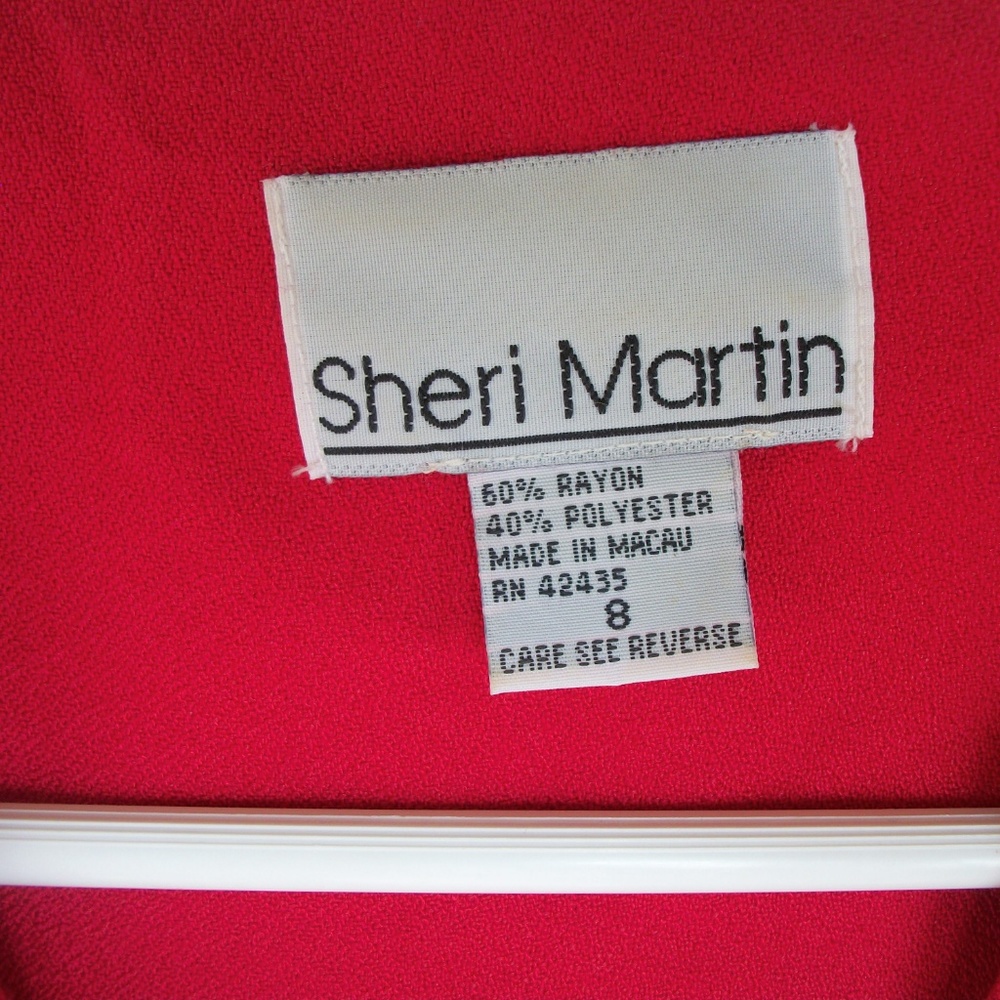 Sheri Martin
60% RAYON
40% POLYESTER
MADE IN MACAU
RN 42435
8
CARE SEE REVERSE